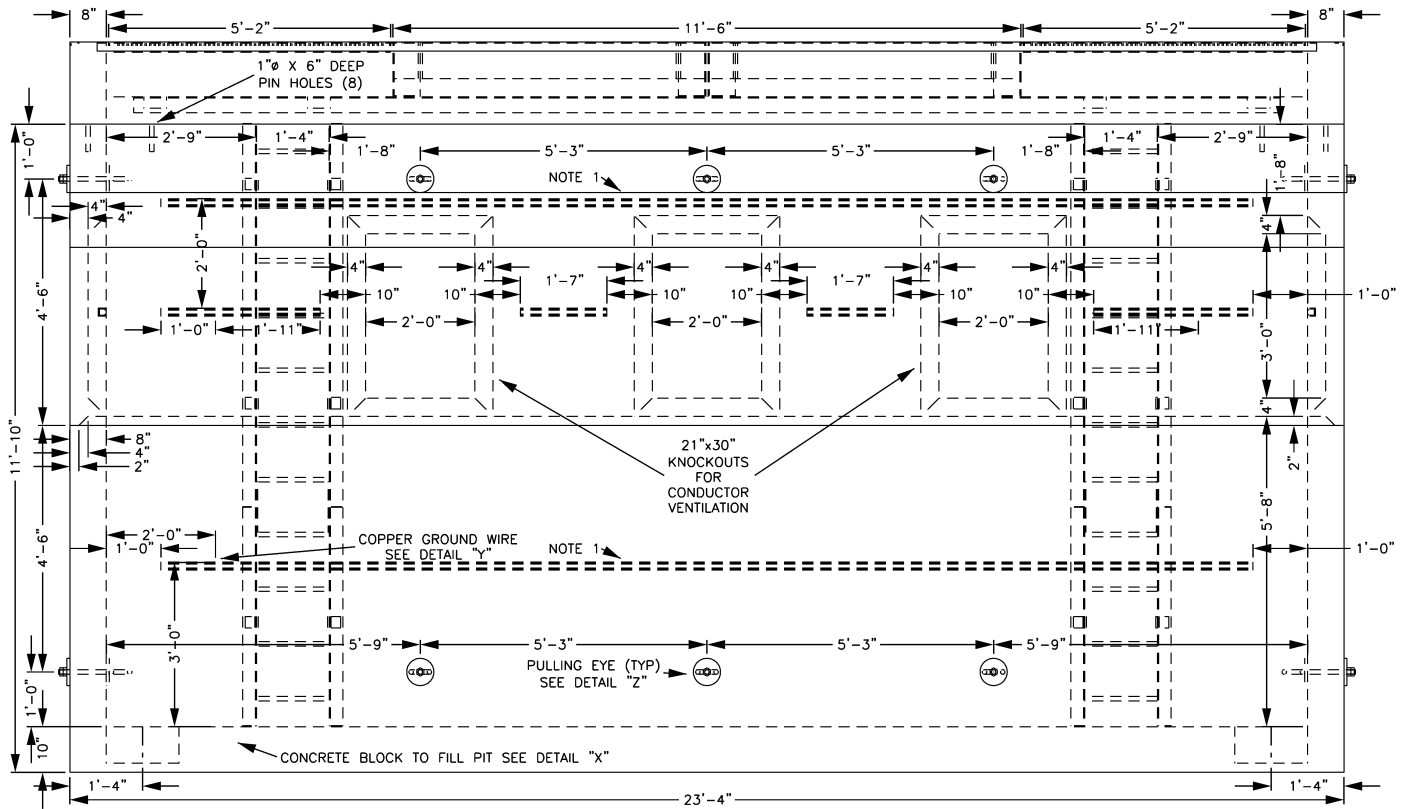 8" 5'-2" 11'-6" 5'-2" 8"
1"ø X 6" DEEP
PIN HOLES (8)
1'-0" 2'-9" 1'-4" 1'-4" 2'-9"
1'-8" 5'-3" 5'-3" 1'-8" 1'-8"
NOTE 1
4" 4"
2'-0" 4"
4" 4" 4" 4" 4" 4"
1'-7" 1'-7"
4'-6" 10" 10" 10" 10" 10" 10" 1'-0"
1'-0" 1'-11" 2'-0" 2'-0" 2'-0" 1'-11"
3'-0"
4"
11'-10"
8"
4"
2" 2"
21"x30"
KNOCKOUTS
FOR
CONDUCTOR
VENTILATION
4'-6" 5'-8"
2'-0"
COPPER GROUND WIRE
SEE DETAIL "Y"
1'-0" NOTE 1 1'-0"
3'-0"
5'-9" 5'-3" 5'-3" 5'-9"
PULLING EYE (TYP)
SEE DETAIL "Z"
1'-0"
10"
CONCRETE BLOCK TO FILL PIT SEE DETAIL "X"
1'-4" 1'-4"
23'-4"